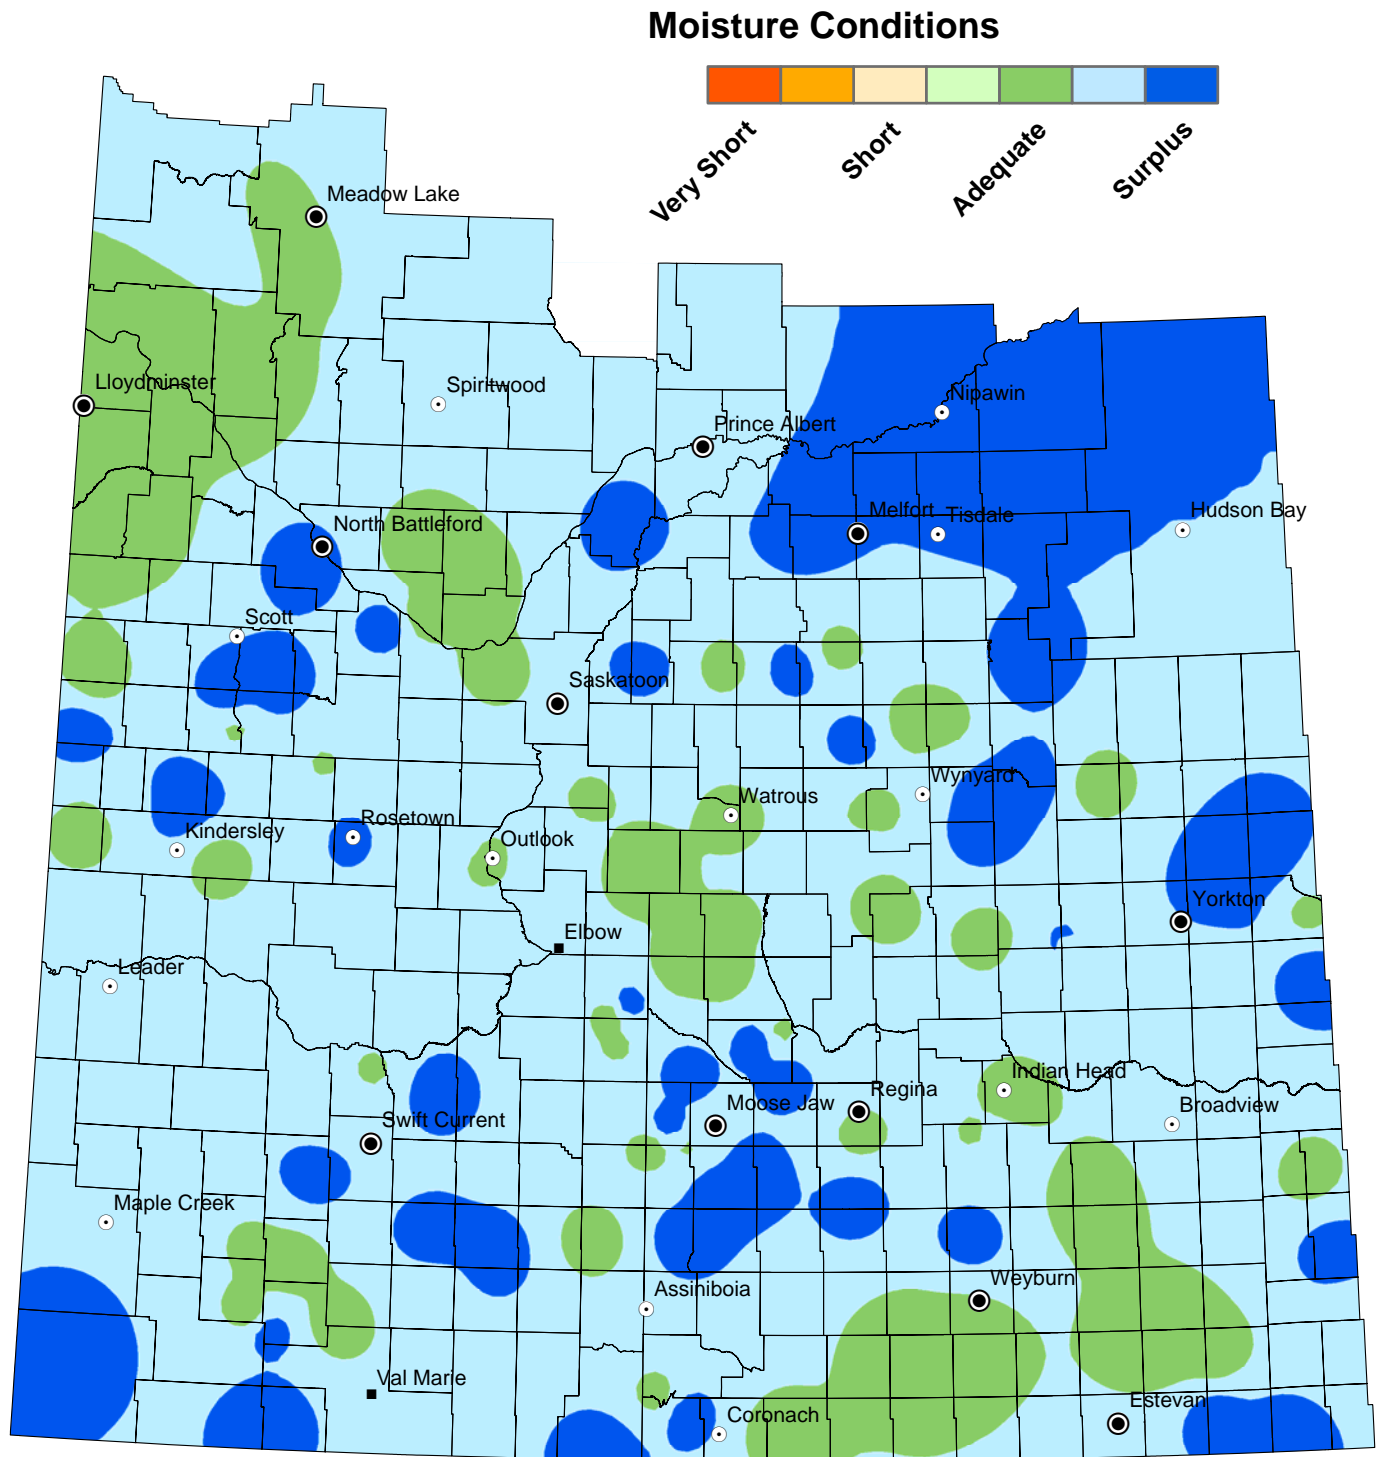 Moisture Conditions
Very Short
Short
Adequate
Surplus
Meadow Lake
Lloydminster
Spiritwood
Nipawin
Prince Albert
Melfort
Tisdale
Hudson Bay
North Battleford
Scott
Saskatoon
Wynyard
Watrous
Rosetown
Kindersley
Outlook
Yorkton
Elbow
Leader
Indian Head
Regina
Moose Jaw
Broadview
Swift Current
Maple Creek
Weyburn
Assiniboia
Val Marie
Estevan
Coronach